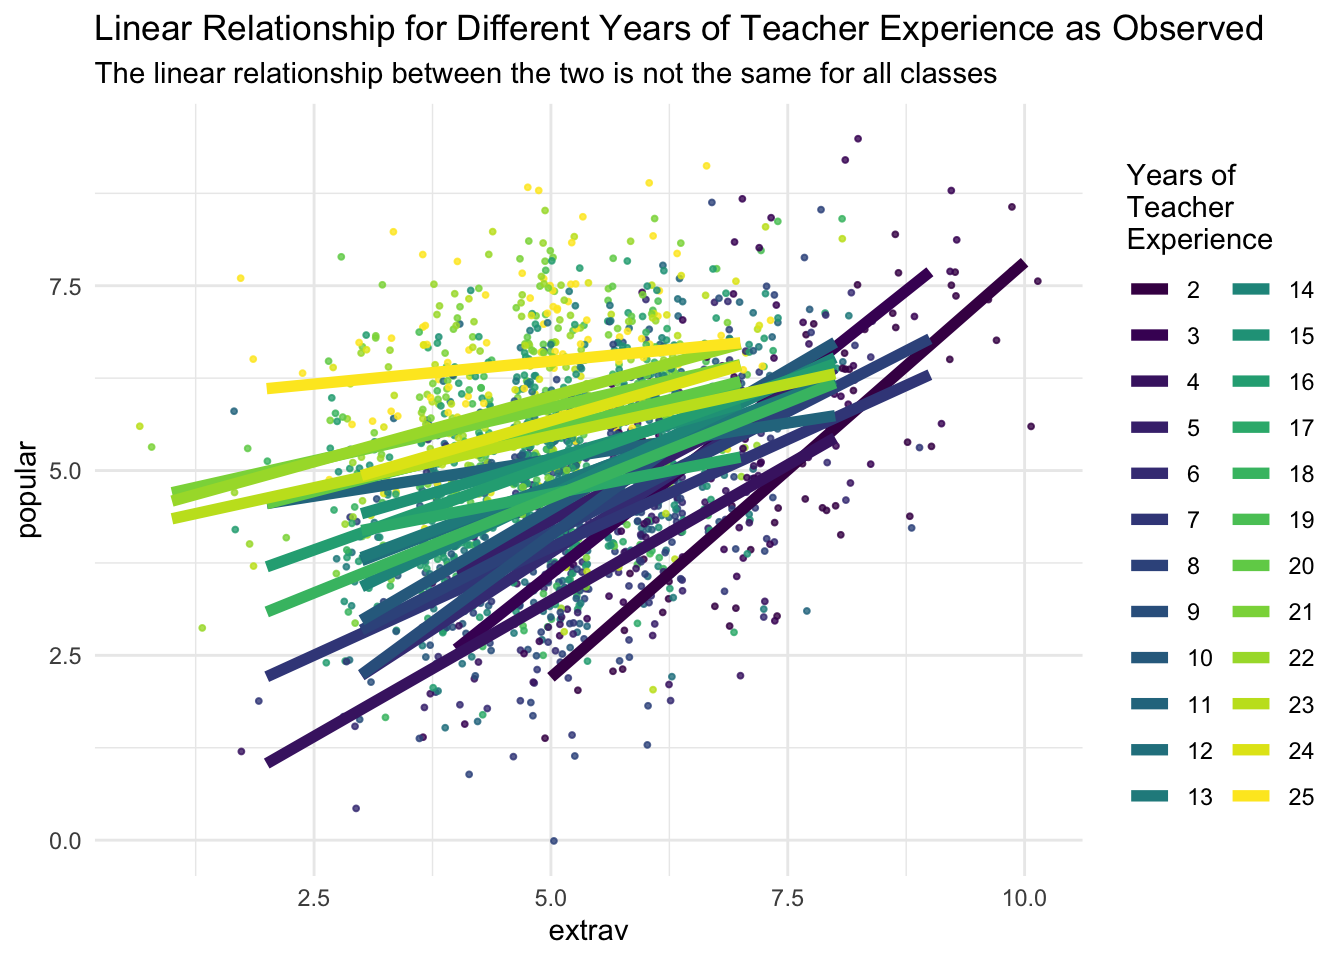 Linear Relationship for Different Years of Teacher Experience as Observed
The linear relationship between the two is not the same for all classes
popular
7.5
5.0
2.5
0.0
2.5 5.0 7.5 10.0
extrav
Years of
Teacher
Experience
2 14
3 15
4 16
5 17
6 18
7 19
8 20
9 21
10 22
11 23
12 24
13 25